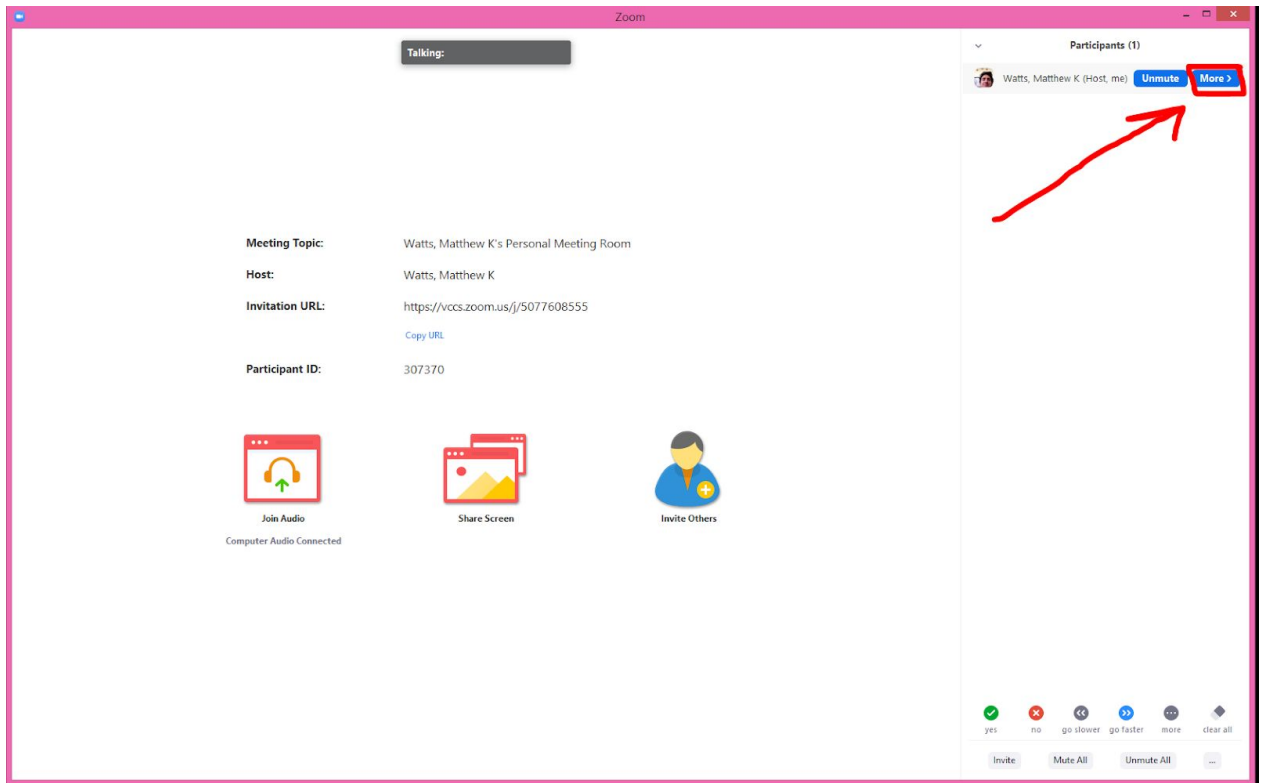 Zoom
Talking:
Participants (1)
Watts, Matthew K (Host, me) Unmute More >
Meeting Topic: Watts, Matthew K's Personal Meeting Room
Host: Watts, Matthew K
Invitation URL: https://vccs.zoom.us/j/5077608555
Copy URL
Participant ID: 307370
Join Audio Share Screen Invite Others
Computer Audio Connected
yes no go slower go faster more clear all
Invite Mute All Unmute All ...